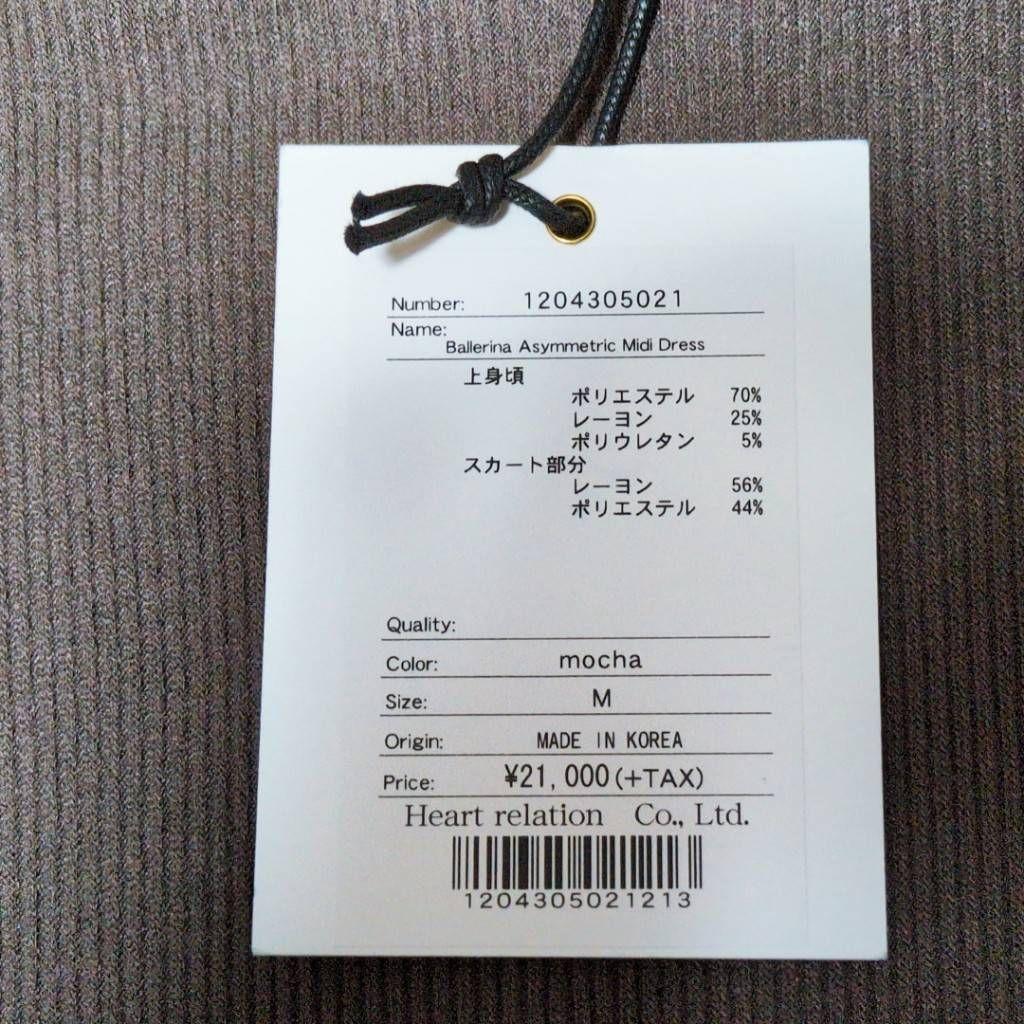 Number: 1204305021
Name:
Ballerina Asymmetric Midi Dress
上身頃
ポリエステル 70%
レーヨン 25%
ポリウレタン 5%
スカート部分
レーヨン 56%
ポリエステル 44%
Quality:
Color: mocha
Size: M
Origin: MADE IN KOREA
Price: ¥21,000(+TAX)
Heart relation Co., Ltd.
1204305021213